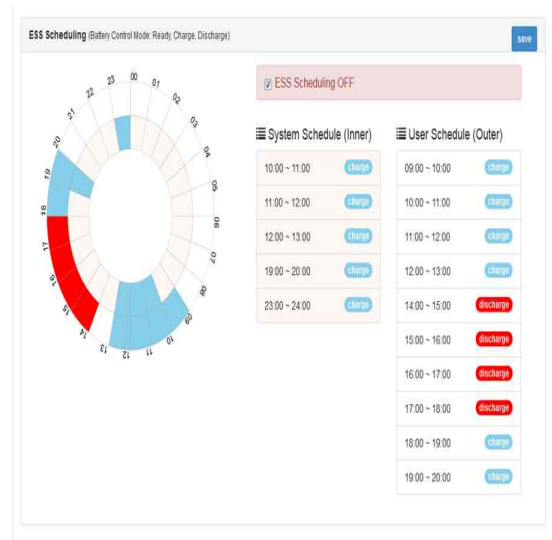 ESS Scheduling (Battery Control Mode: Ready, Charge, Discharge)
save
00
01
02
03
04
05
06
07
08
09
10
11
12
13
14
15
16
17
18
19
20
21
22
23
ESS Scheduling OFF
System Schedule (Inner)
10:00 ~ 11:00 charge
11:00 ~ 12:00 charge
12:00 ~ 13:00 charge
19:00 ~ 20:00 charge
23:00 ~ 24:00 charge
User Schedule (Outer)
09:00 ~ 10:00 charge
10:00 ~ 11:00 charge
11:00 ~ 12:00 charge
12:00 ~ 13:00 charge
14:00 ~ 15:00 discharge
15:00 ~ 16:00 discharge
16:00 ~ 17:00 discharge
17:00 ~ 18:00 discharge
18:00 ~ 19:00 charge
19:00 ~ 20:00 charge